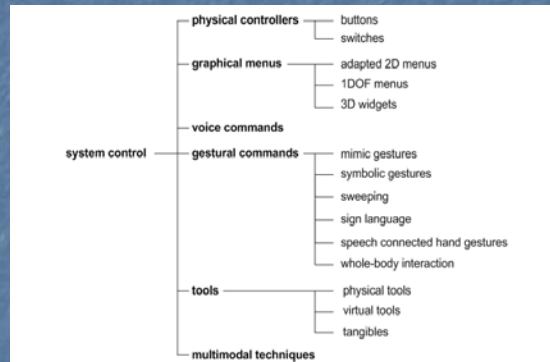 physical controllers
buttons
switches
graphical menus
adapted 2D menus
1DOF menus
3D widgets
voice commands
system control
gestural commands
mimic gestures
symbolic gestures
sweeping
sign language
speech connected hand gestures
whole-body interaction
tools
physical tools
virtual tools
tangibles
multimodal techniques